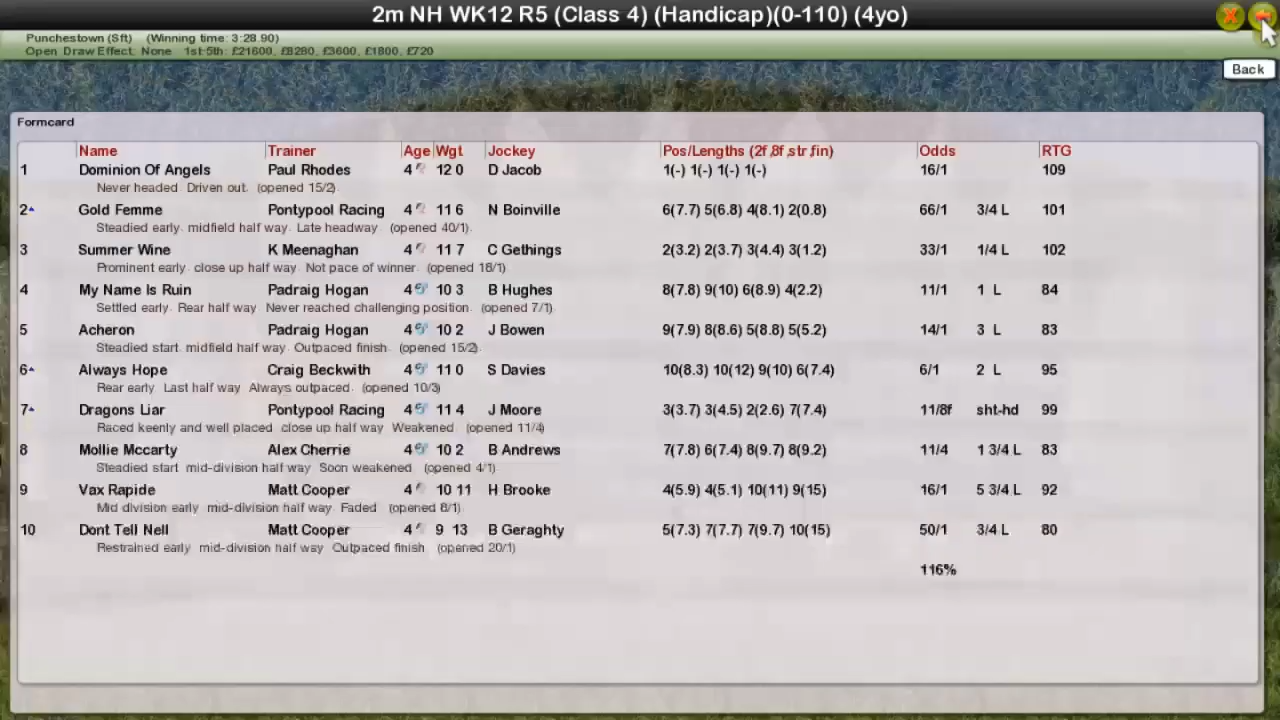 2m NH WK12 R5 (Class 4) (Handicap)(0-110) (4yo)
Punchestown (Sft) (Winning time: 3:28.90)
Open Draw Effect: None 1st-5th: £21600, £8280, £3600, £1800, £720
Back
Formcard
Name Trainer Age Wgt Jockey Pos/Lengths (2f,8f,str,fin) Odds RTG
1 Dominion Of Angels Paul Rhodes 4 12 0 D Jacob 1(-) 1(-) 1(-) 1(-) 16/1 109
Never headed Driven out. (opened 15/2)
2 Gold Femme Pontypool Racing 4 11 6 N Boinville 6(7.7) 5(6.8) 4(8.1) 2(0.8) 66/1 3/4 L 101
Steadied early. midfield half way. Late headway (opened 40/1)
3 Summer Wine K Meenaghan 4 11 7 C Gethings 2(3.2) 2(3.7) 3(4.4) 3(1.2) 33/1 1/4 L 102
Prominent early. close up half way. Not pace of winner. (opened 18/1)
4 My Name Is Ruin Padraig Hogan 4 10 3 B Hughes 8(7.8) 9(10) 6(8.9) 4(2.2) 11/1 1 L 84
Settled early. Rear half way. Never reached challenging position. (opened 7/1)
5 Acheron Padraig Hogan 4 10 2 J Bowen 9(7.9) 8(8.6) 5(8.8) 5(5.2) 14/1 3 L 83
Steadied start. midfield half way. Outpaced finish. (opened 15/2)
6 Always Hope Craig Beckwith 4 11 0 S Davies 10(8.3) 10(12) 9(10) 6(7.4) 6/1 2 L 95
Rear early. Last half way. Always outpaced. (opened 10/3)
7 Dragons Liar Pontypool Racing 4 11 4 J Moore 3(3.7) 3(4.5) 2(2.6) 7(7.4) 11/8f sht-hd 99
Raced keenly and well placed. close up half way. Weakened. (opened 11/4)
8 Mollie Mccarty Alex Cherrie 4 10 2 B Andrews 7(7.8) 6(7.4) 8(9.7) 8(9.2) 11/4 1 3/4 L 83
Steadied start. mid-division half way. Soon weakened. (opened 4/1)
9 Vax Rapide Matt Cooper 4 10 11 H Brooke 4(5.9) 4(5.1) 10(11) 9(15) 16/1 5 3/4 L 92
Mid division early. mid-division half way. Faded. (opened 8/1)
10 Dont Tell Nell Matt Cooper 4 9 13 B Geraghty 5(7.3) 7(7.7) 7(9.7) 10(15) 50/1 3/4 L 80
Restrained early. mid-division half way. Outpaced finish. (opened 20/1)
116%